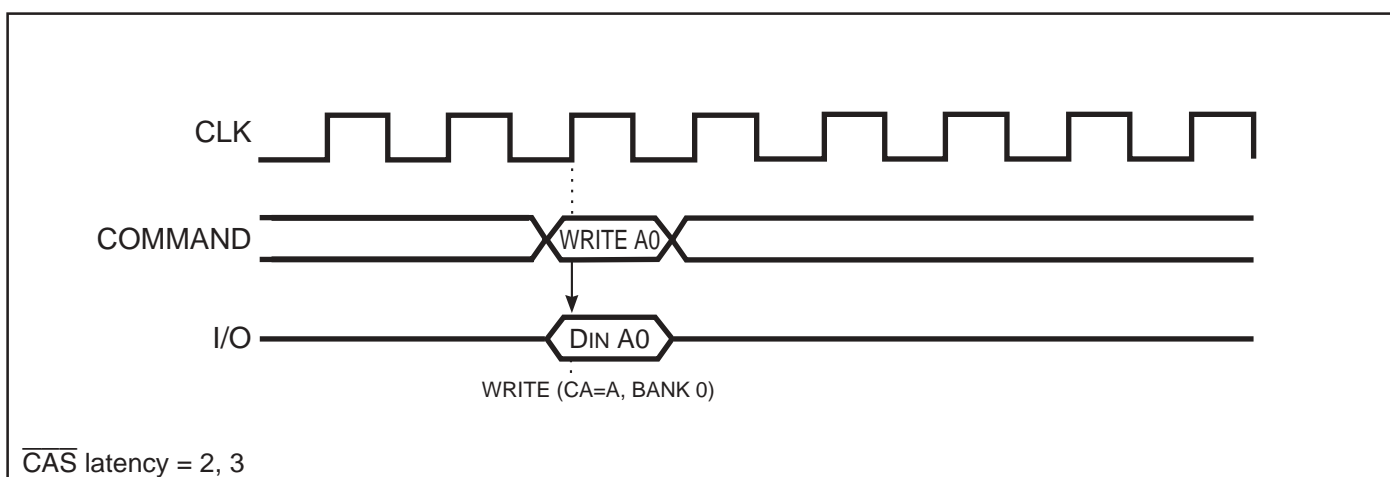 CLK
COMMAND WRITE A0
I/O DIN A0
WRITE (CA=A, BANK 0)
CAS latency = 2, 3